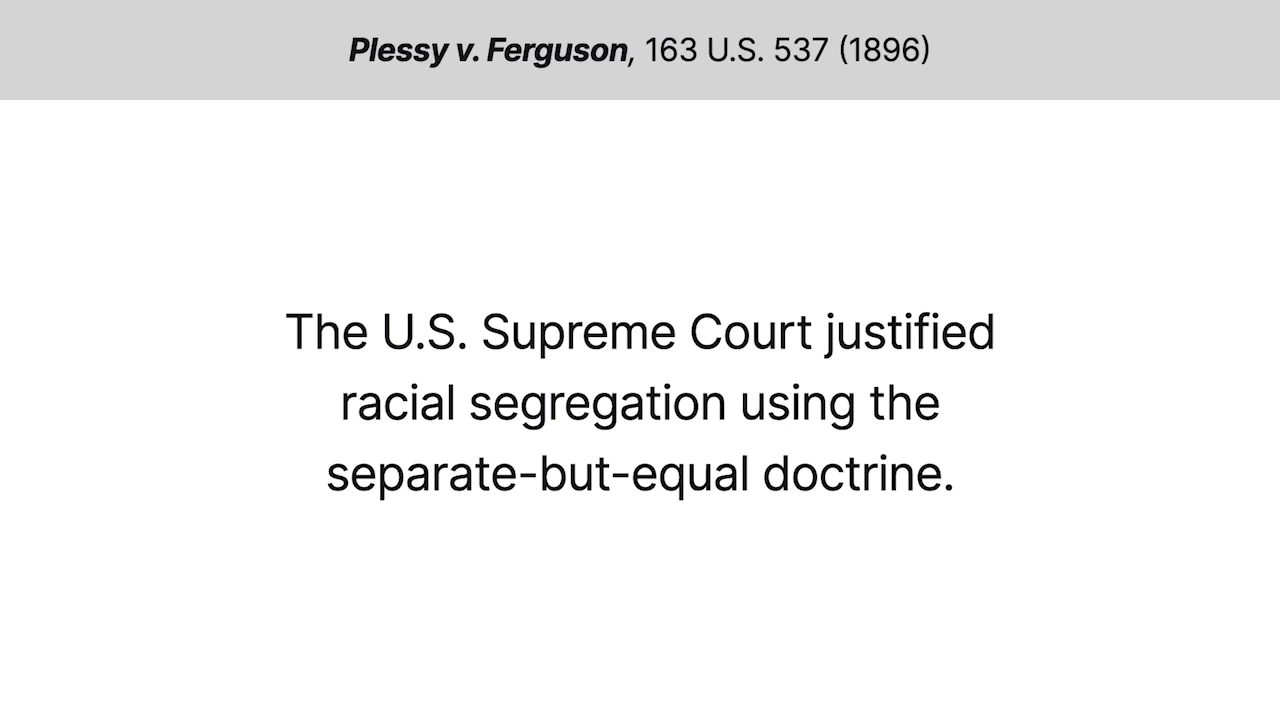 Plessy v. Ferguson, 163 U.S. 537 (1896)
The U.S. Supreme Court justified
racial segregation using the
separate-but-equal doctrine.